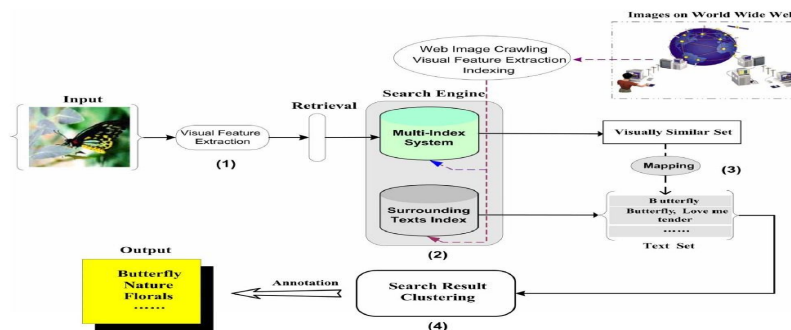 Images on World Wide Web
Web Image Crawling
Visual Feature Extraction
Indexing
Input
Retrieval
Search Engine
Visual Feature
Extraction
(1)
Multi-Index
System
Visually Similar Set
Mapping
(3)
Surrounding
Texts Index
(2)
Butterfly
Butterfly, Love me
tender
......
Text Set
Output
Butterfly
Nature
Florals
......
Annotation
Search Result
Clustering
(4)